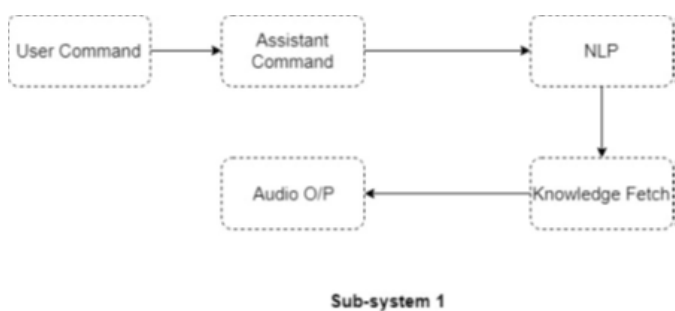 User Command
Assistant
Command
NLP
Audio O/P
Knowledge Fetch
Sub-system 1